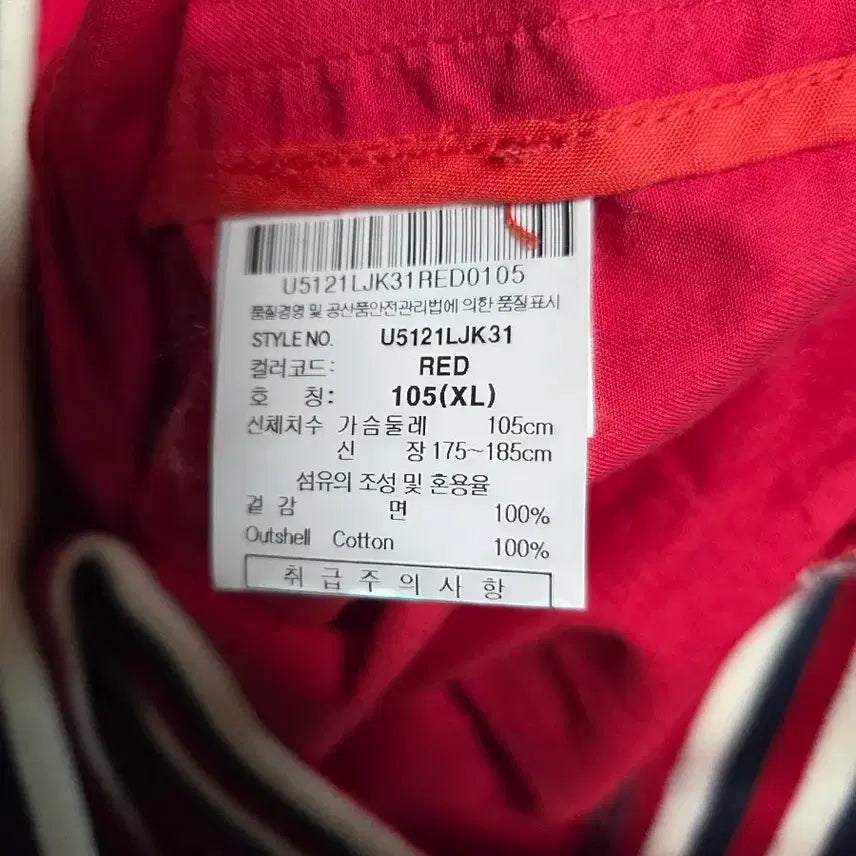 U5121LJK31RED0105
품질경영 및 공산품안전관리법에 의한 품질표시
STYLE NO. U5121LJK31
컬러코드: RED
호 칭: 105(XL)
신체치수 가슴둘레 105cm
신 장 175~185cm
섬유의 조성 및 혼용율
겉 감 면 100%
Outshell Cotton 100%
취급주의사항